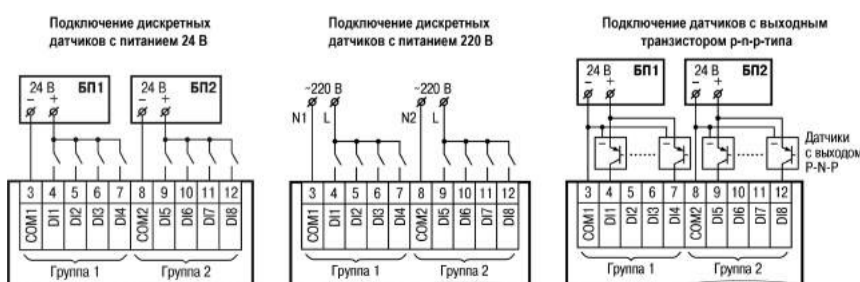 Подключение дискретных
датчиков с питанием 24 В
24 В БП1
– +
24 В БП2
– +
3 4 5 6 7 8 9 10 11 12
COM1 DI1 DI2 DI3 DI4 COM2 DI5 DI6 DI7 DI8
Группа 1 Группа 2
Подключение дискретных
датчиков с питанием 220 В
~220 В ~220 В
N1 L N2 L
3 4 5 6 7 8 9 10 11 12
COM1 DI1 DI2 DI3 DI4 COM2 DI5 DI6 DI7 DI8
Группа 1 Группа 2
Подключение датчиков с выходным
транзистором p-n-p-типа
24 В БП1
– +
24 В БП2
– +
Датчики
с выходом
P-N-P
3 4 5 6 7 8 9 10 11 12
COM1 DI1 DI2 DI3 DI4 COM2 DI5 DI6 DI7 DI8
Группа 1 Группа 2